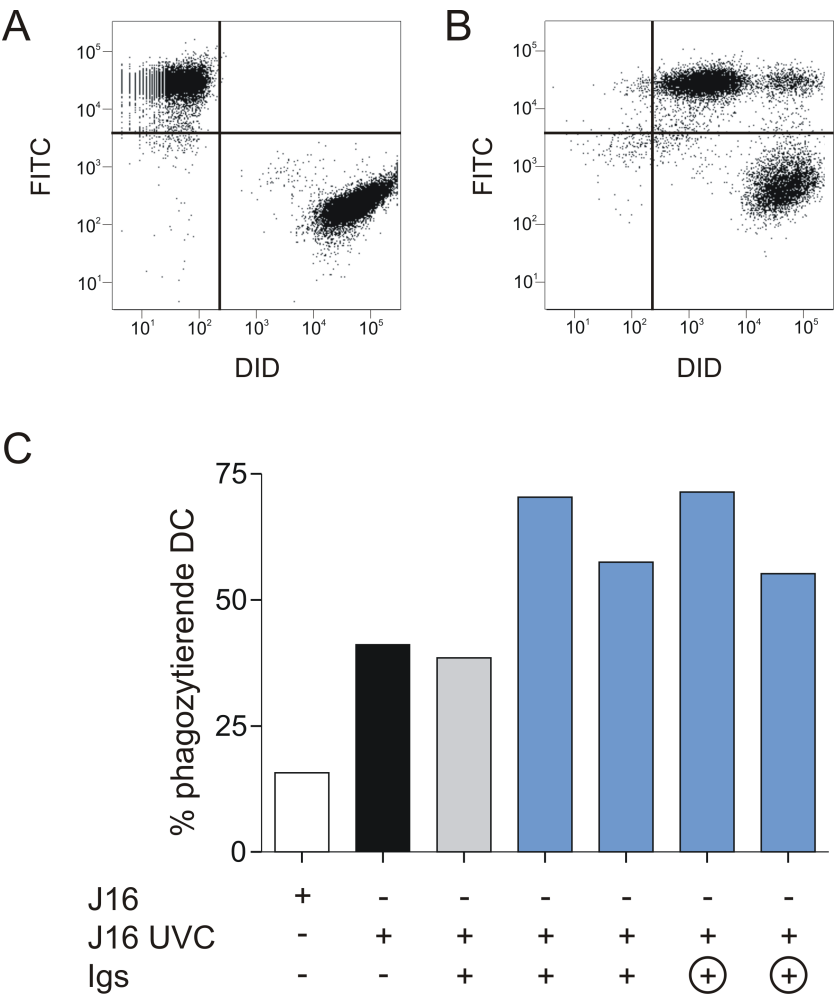 A
B
10⁵
10⁴
10³
10²
10¹
FITC
10¹ 10² 10³ 10⁴ 10⁵
DID
10⁵
10⁴
10³
10²
10¹
FITC
10¹ 10² 10³ 10⁴ 10⁵
DID
C
75
50
25
0
% phagozytierende DC
J16 + - - - - - -
J16 UVC - + + + + + +
Igs - - + + + + +